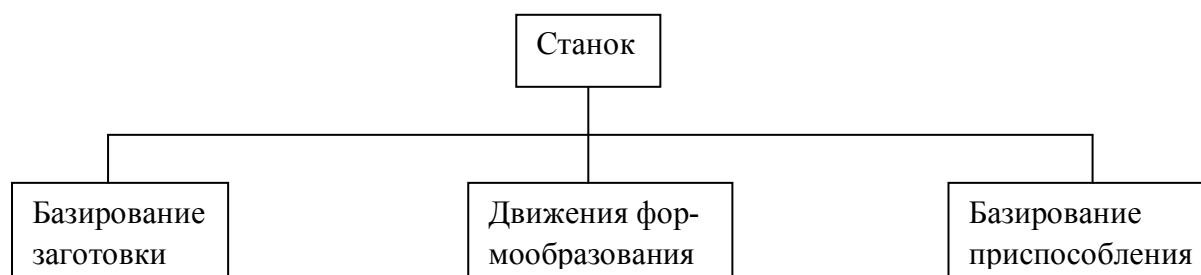 Станок
Базирование
заготовки
Движения фор-
мообразования
Базирование
приспособления